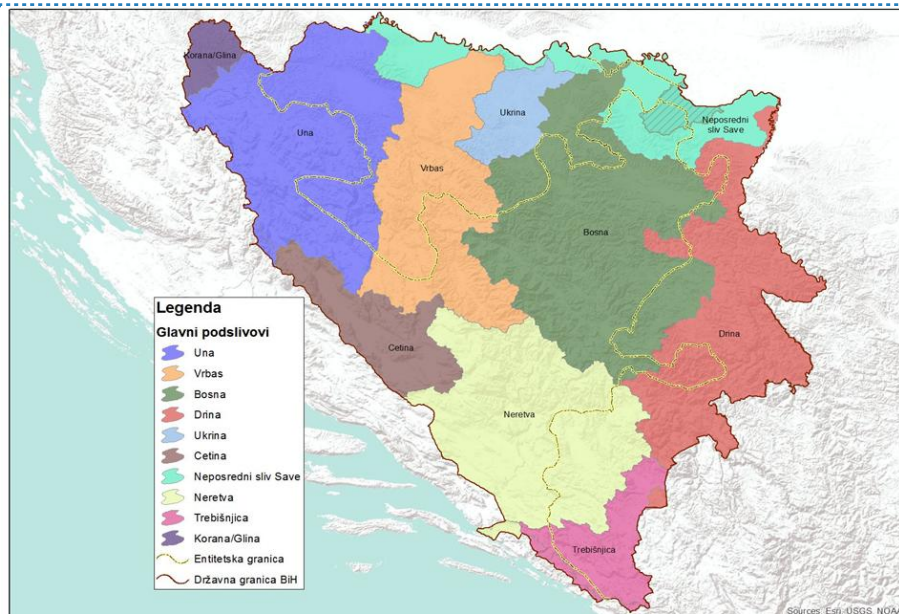 Korana/Glina
Una
Ukrina
Neposredni
sliv Save
Vrbas
Bosna
Drina
Cetina
Neretva
Trebišnjica
Legenda
Glavni podslivovi
Una
Vrbas
Bosna
Drina
Ukrina
Cetina
Neposredni sliv Save
Neretva
Trebišnjica
Korana/Glina
Entitetska granica
Državna granica BiH
Sources: Esri, USGS, NOAA